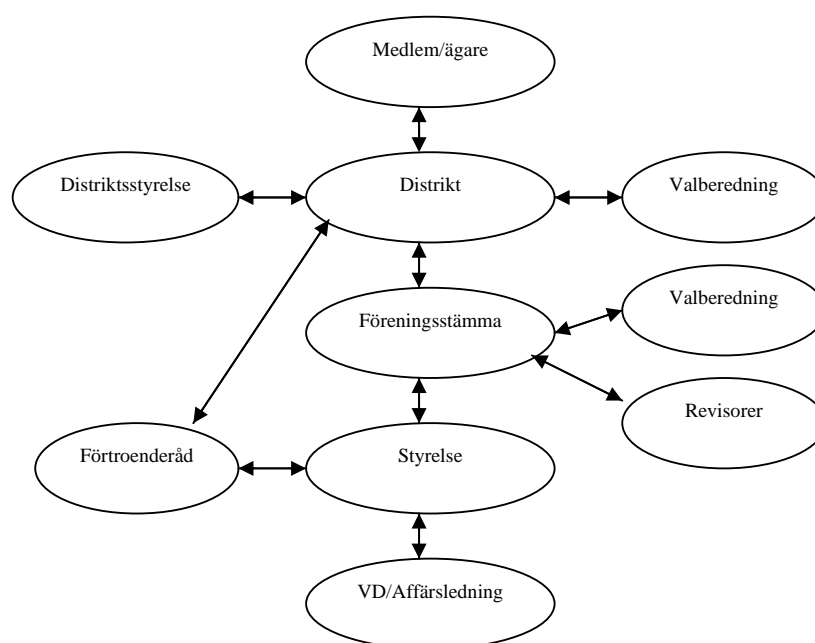 Medlem/ägare
Distriktsstyrelse
Distrikt
Valberedning
Valberedning
Föreningsstämma
Revisorer
Förtroenderåd
Styrelse
VD/Affärsledning